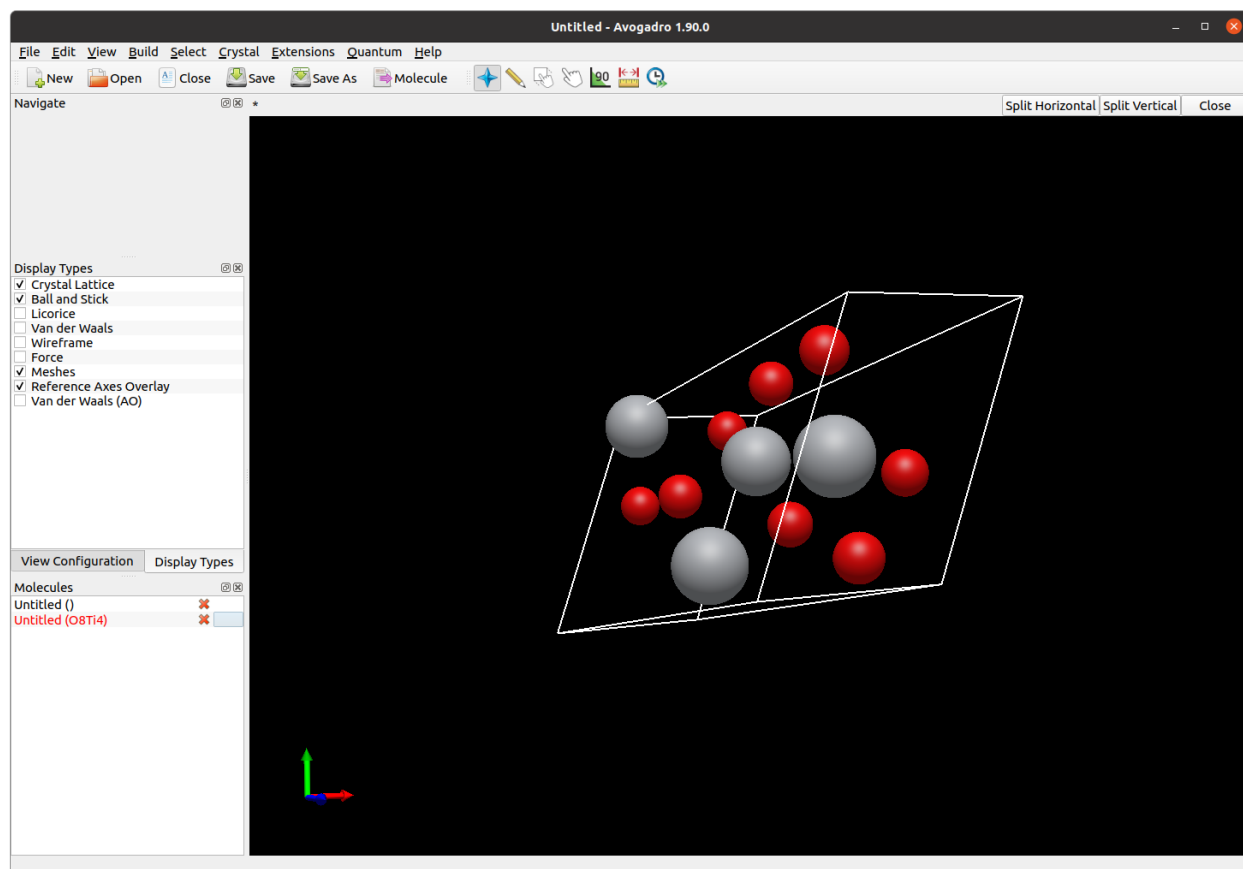 Untitled - Avogadro 1.90.0
File Edit View Build Select Crystal Extensions Quantum Help
New Open Close Save Save As Molecule 90
Navigate * Split Horizontal Split Vertical Close
Display Types
Crystal Lattice
Ball and Stick
Licorice
Van der Waals
Wireframe
Force
Meshes
Reference Axes Overlay
Van der Waals (AO)
View Configuration Display Types
Molecules
Untitled ()
Untitled (O8Ti4)